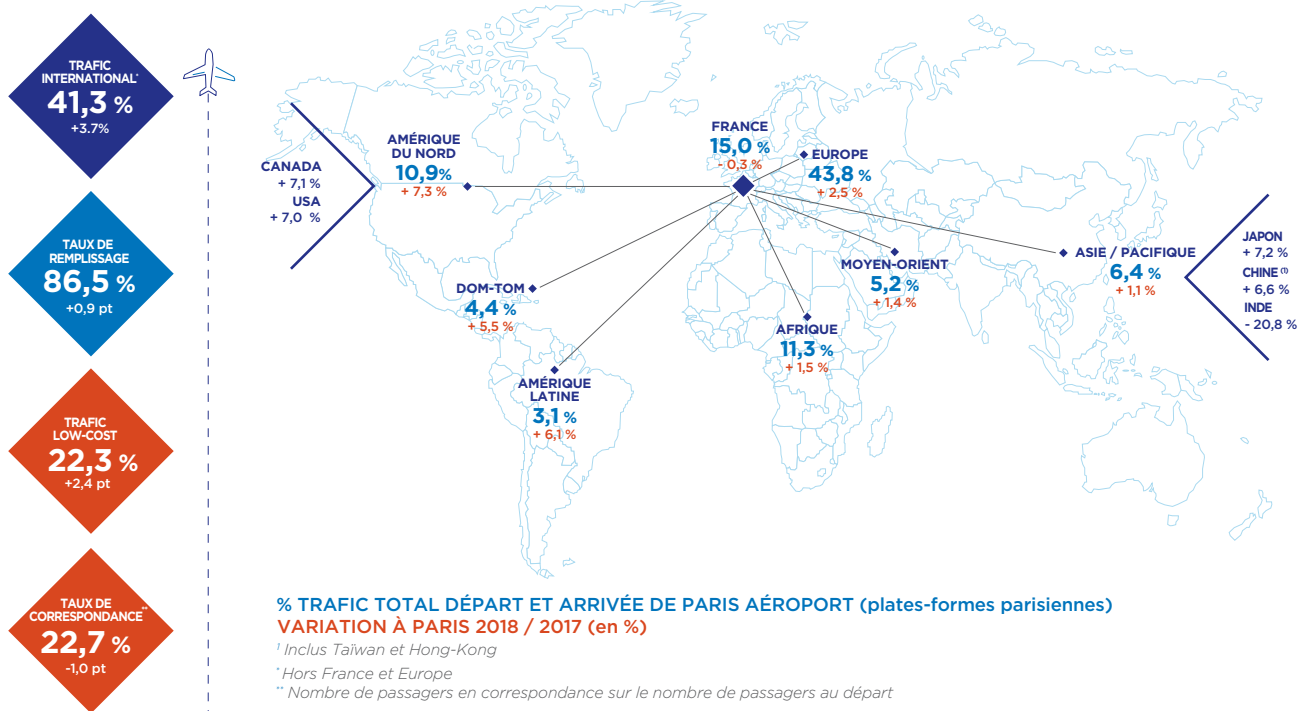 TRAFIC
INTERNATIONAL*
41,3 %
+3.7%
TAUX DE
REMPLISSAGE
86,5 %
+0,9 pt
TRAFIC
LOW-COST
22,3 %
+2,4 pt
TAUX DE
CORRESPONDANCE**
22,7 %
-1,0 pt
CANADA
+ 7,1 %
USA
+ 7,0 %
AMÉRIQUE
DU NORD
10,9%
+ 7,3 %
FRANCE
15,0 %
- 0,3 %
EUROPE
43,8 %
+ 2,5 %
DOM-TOM
4,4 %
+ 5,5 %
AMÉRIQUE
LATINE
3,1 %
+ 6,1 %
AFRIQUE
11,3 %
+ 1,5 %
MOYEN-ORIENT
5,2 %
+ 1,4 %
ASIE / PACIFIQUE
6,4 %
+ 1,1 %
JAPON
+ 7,2 %
CHINE (1)
+ 6,6 %
INDE
- 20,8 %
% TRAFIC TOTAL DÉPART ET ARRIVÉE DE PARIS AÉROPORT (plates-formes parisiennes)
VARIATION À PARIS 2018 / 2017 (en %)
1 Inclus Taïwan et Hong-Kong
* Hors France et Europe
** Nombre de passagers en correspondance sur le nombre de passagers au départ